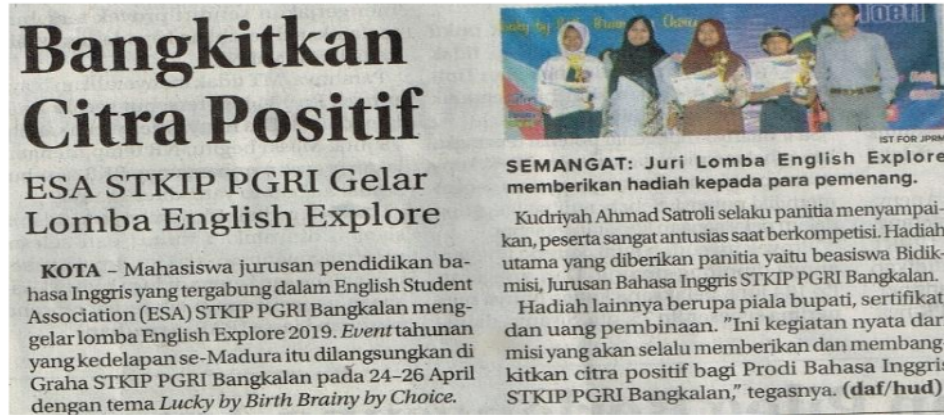 Bangkitkan
Citra Positif
ESA STKIP PGRI Gelar
Lomba English Explore
KOTA – Mahasiswa jurusan pendidikan ba-
hasa Inggris yang tergabung dalam English Student
Association (ESA) STKIP PGRI Bangkalan meng-
gelar lomba English Explore 2019. Event tahunan
yang kedelapan se-Madura itu dilangsungkan di
Graha STKIP PGRI Bangkalan pada 24–26 April
dengan tema Lucky by Birth Brainy by Choice.
IST FOR JPRM
SEMANGAT: Juri Lomba English Explore
memberikan hadiah kepada para pemenang.
Kudriyah Ahmad Satroli selaku panitia menyampai-
kan, peserta sangat antusias saat berkompetisi. Hadiah
utama yang diberikan panitia yaitu beasiswa Bidik-
misi, Jurusan Bahasa Inggris STKIP PGRI Bangkalan.
Hadiah lainnya berupa piala bupati, sertifikat
dan uang pembinaan. "Ini kegiatan nyata dar
misi yang akan selalu memberikan dan membang-
kitkan citra positif bagi Prodi Bahasa Inggris
STKIP PGRI Bangkalan," tegasnya. (daf/hud)